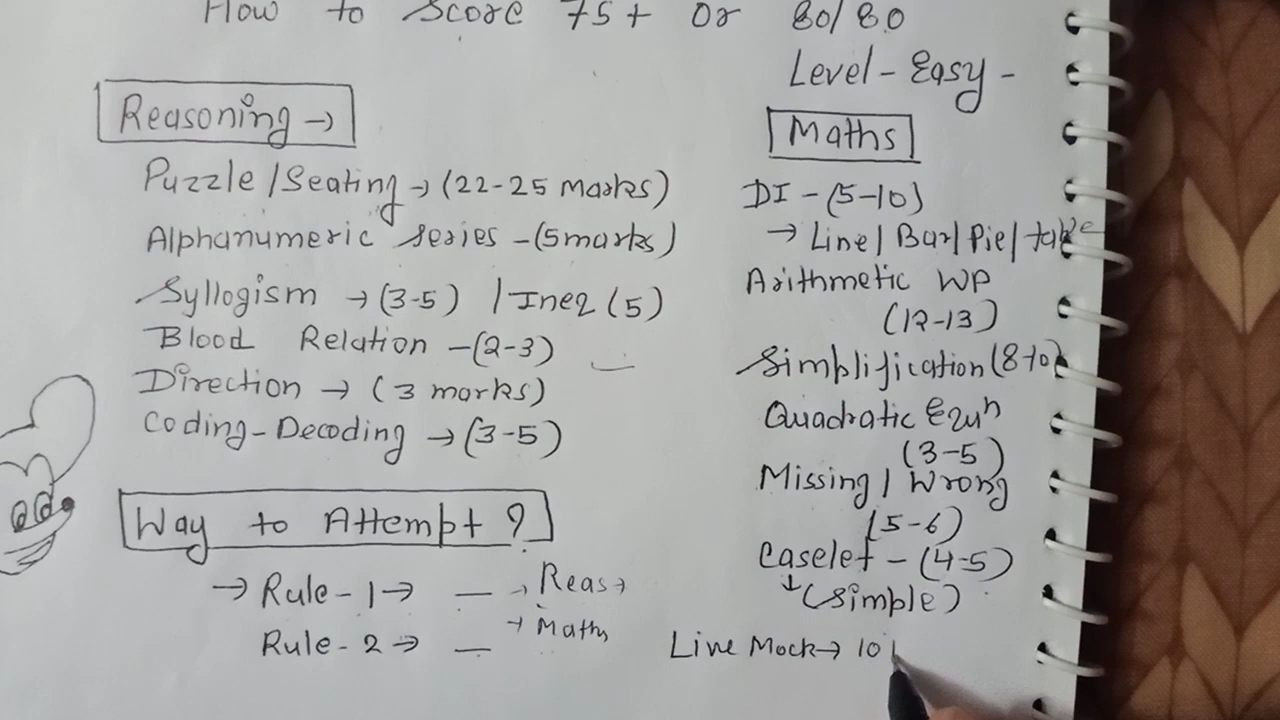 How to Score 75+ or 80/80
Level - Easy -
Reasoning →
Puzzle / Seating → (22-25 marks)
Alphanumeric series - (5 marks)
Syllogism → (3-5) / Ineq (5)
Blood Relation - (2-3)
Direction → (3 marks)
Coding-Decoding → (3-5)
Way to Attempt ?
→ Rule-1 → — → Reas →
Rule-2 → — → Maths
Maths
DI - (5-10)
→ Line / Bar / Pie / table
Arithmetic WP
(12-13)
Simplification (8 to
Quadratic Equn
(3-5)
Missing / Wrong
(5-6)
Caselet - (4-5)
↓ (simple)
Live Mock → 10